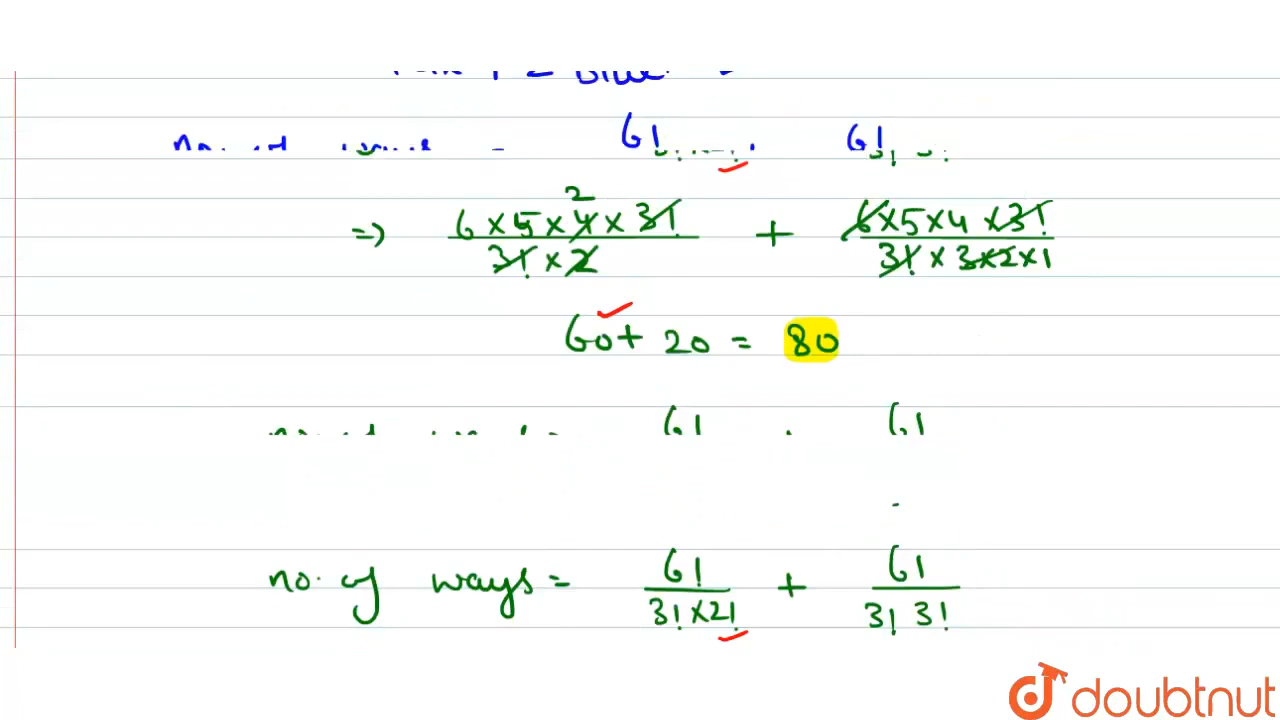 6! 6!
2
=> 6 × 5 × 4 × 3! / 3! × 2 + 6 × 5 × 4 × 3! / 3! × 3 × 2 × 1
60 + 20 = 80
6! 6!
no. of ways = 6! / 3! × 2! + 6! / 3! 3!
doubtnut